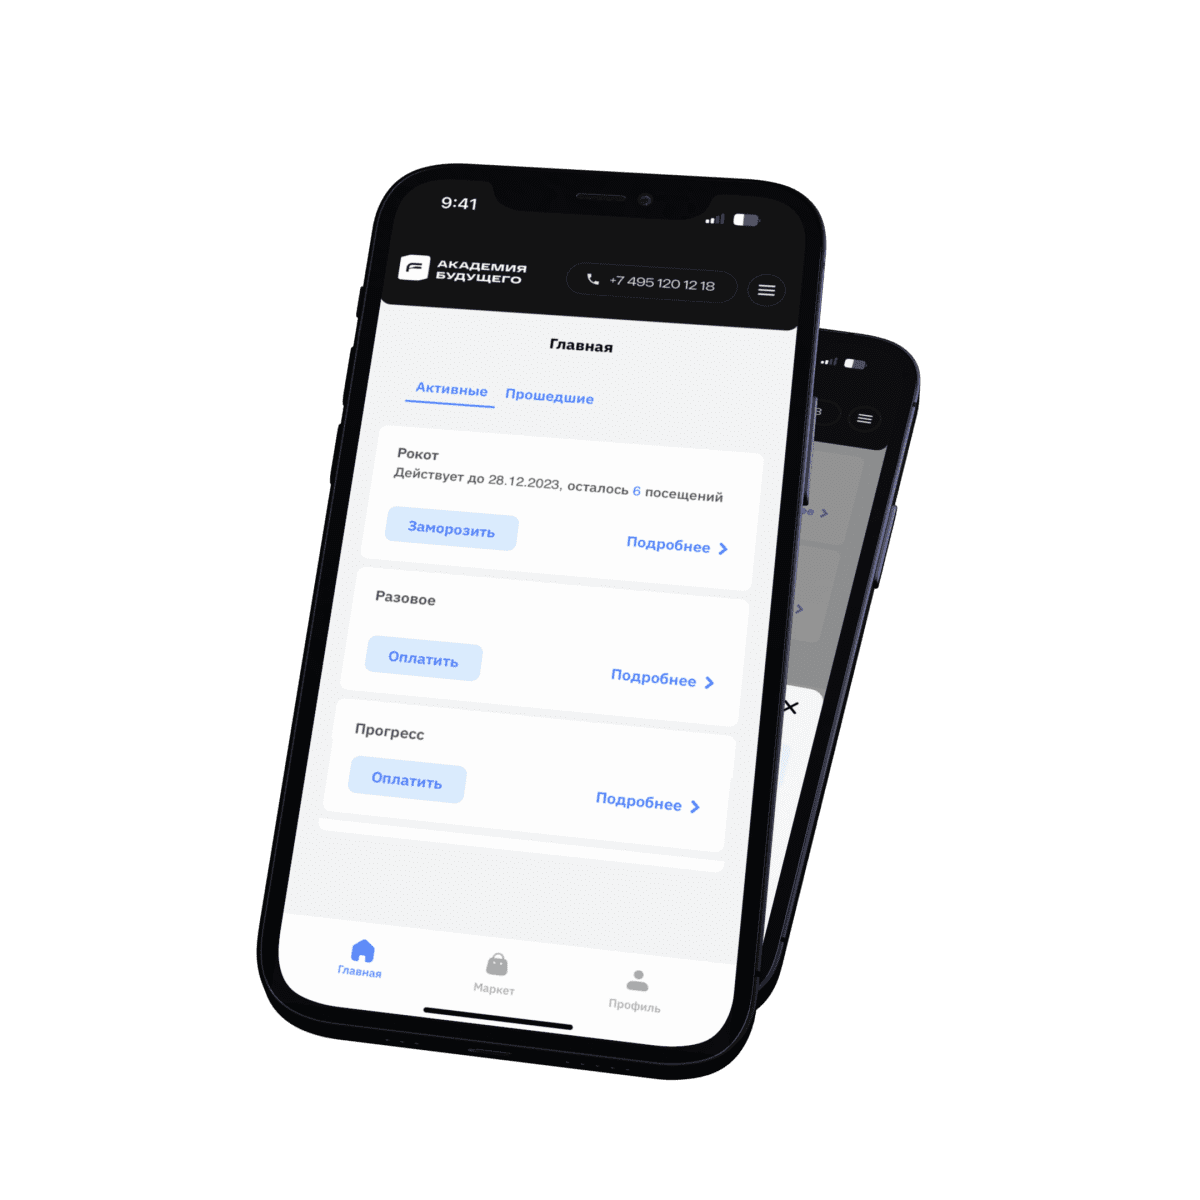 9:41
АКАДЕМИЯ
БУДУЩЕГО
+7 495 120 12 18
Главная
Активные Прошедшие
Рокот
Действует до 28.12.2023, осталось 6 посещений
Заморозить Подробнее
Разовое
Оплатить Подробнее
Прогресс
Оплатить Подробнее
Главная Маркет Профиль
ее